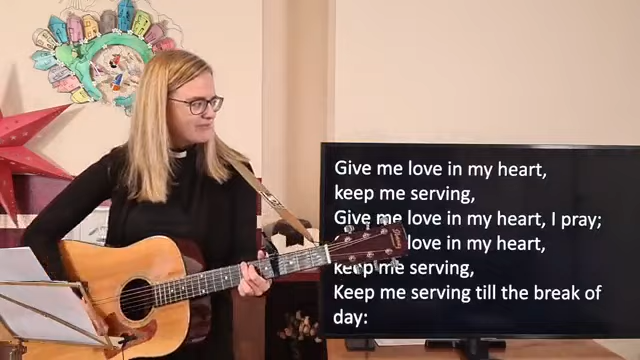 Give me love in my heart,
keep me serving,
Give me love in my heart, I pray;
love in my heart,
keep me serving,
Keep me serving till the break of
day: